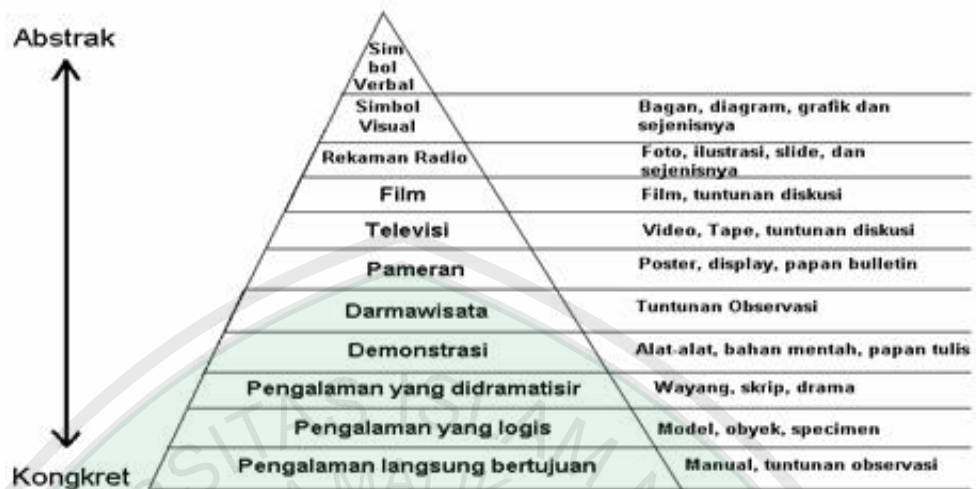 Abstrak
Sim
bol
Verbal
Simbol
Visual
Bagan, diagram, grafik dan
sejenisnya
Rekaman Radio
Foto, ilustrasi, slide, dan
sejenisnya
Film
Film, tuntunan diskusi
Televisi
Video, Tape, tuntunan diskusi
Pameran
Poster, display, papan bulletin
Darmawisata
Tuntunan Observasi
Demonstrasi
Alat-alat, bahan mentah, papan tulis
Pengalaman yang didramatisir
Wayang, skrip, drama
Pengalaman yang logis
Model, obyek, specimen
Pengalaman langsung bertujuan
Manual, tuntunan observasi
Kongkret